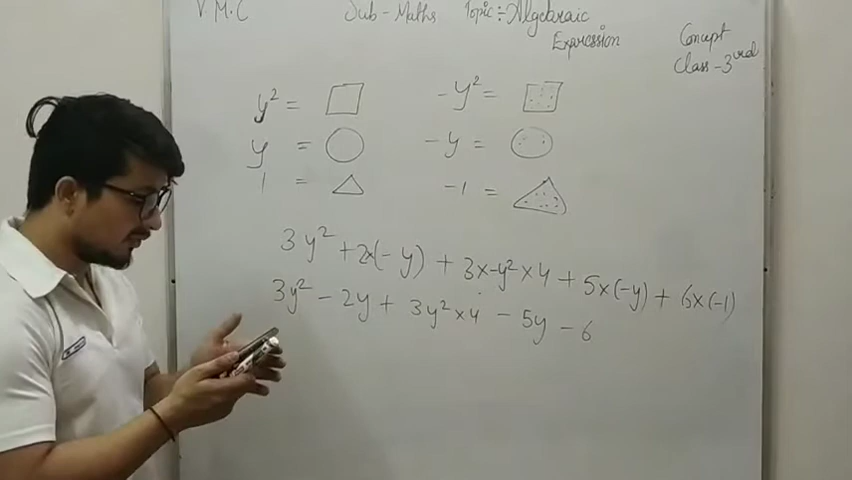 V.M.C Sub-Maths Topic:- Algebraic Expression
Concept
Class-3rd
y² = -y² =
y = -y =
1 = -1 =
3y² + 2x(-y) + 3x-y²x4 + 5x(-y) + 6x(-1)
3y² - 2y + 3y²x4 - 5y - 6